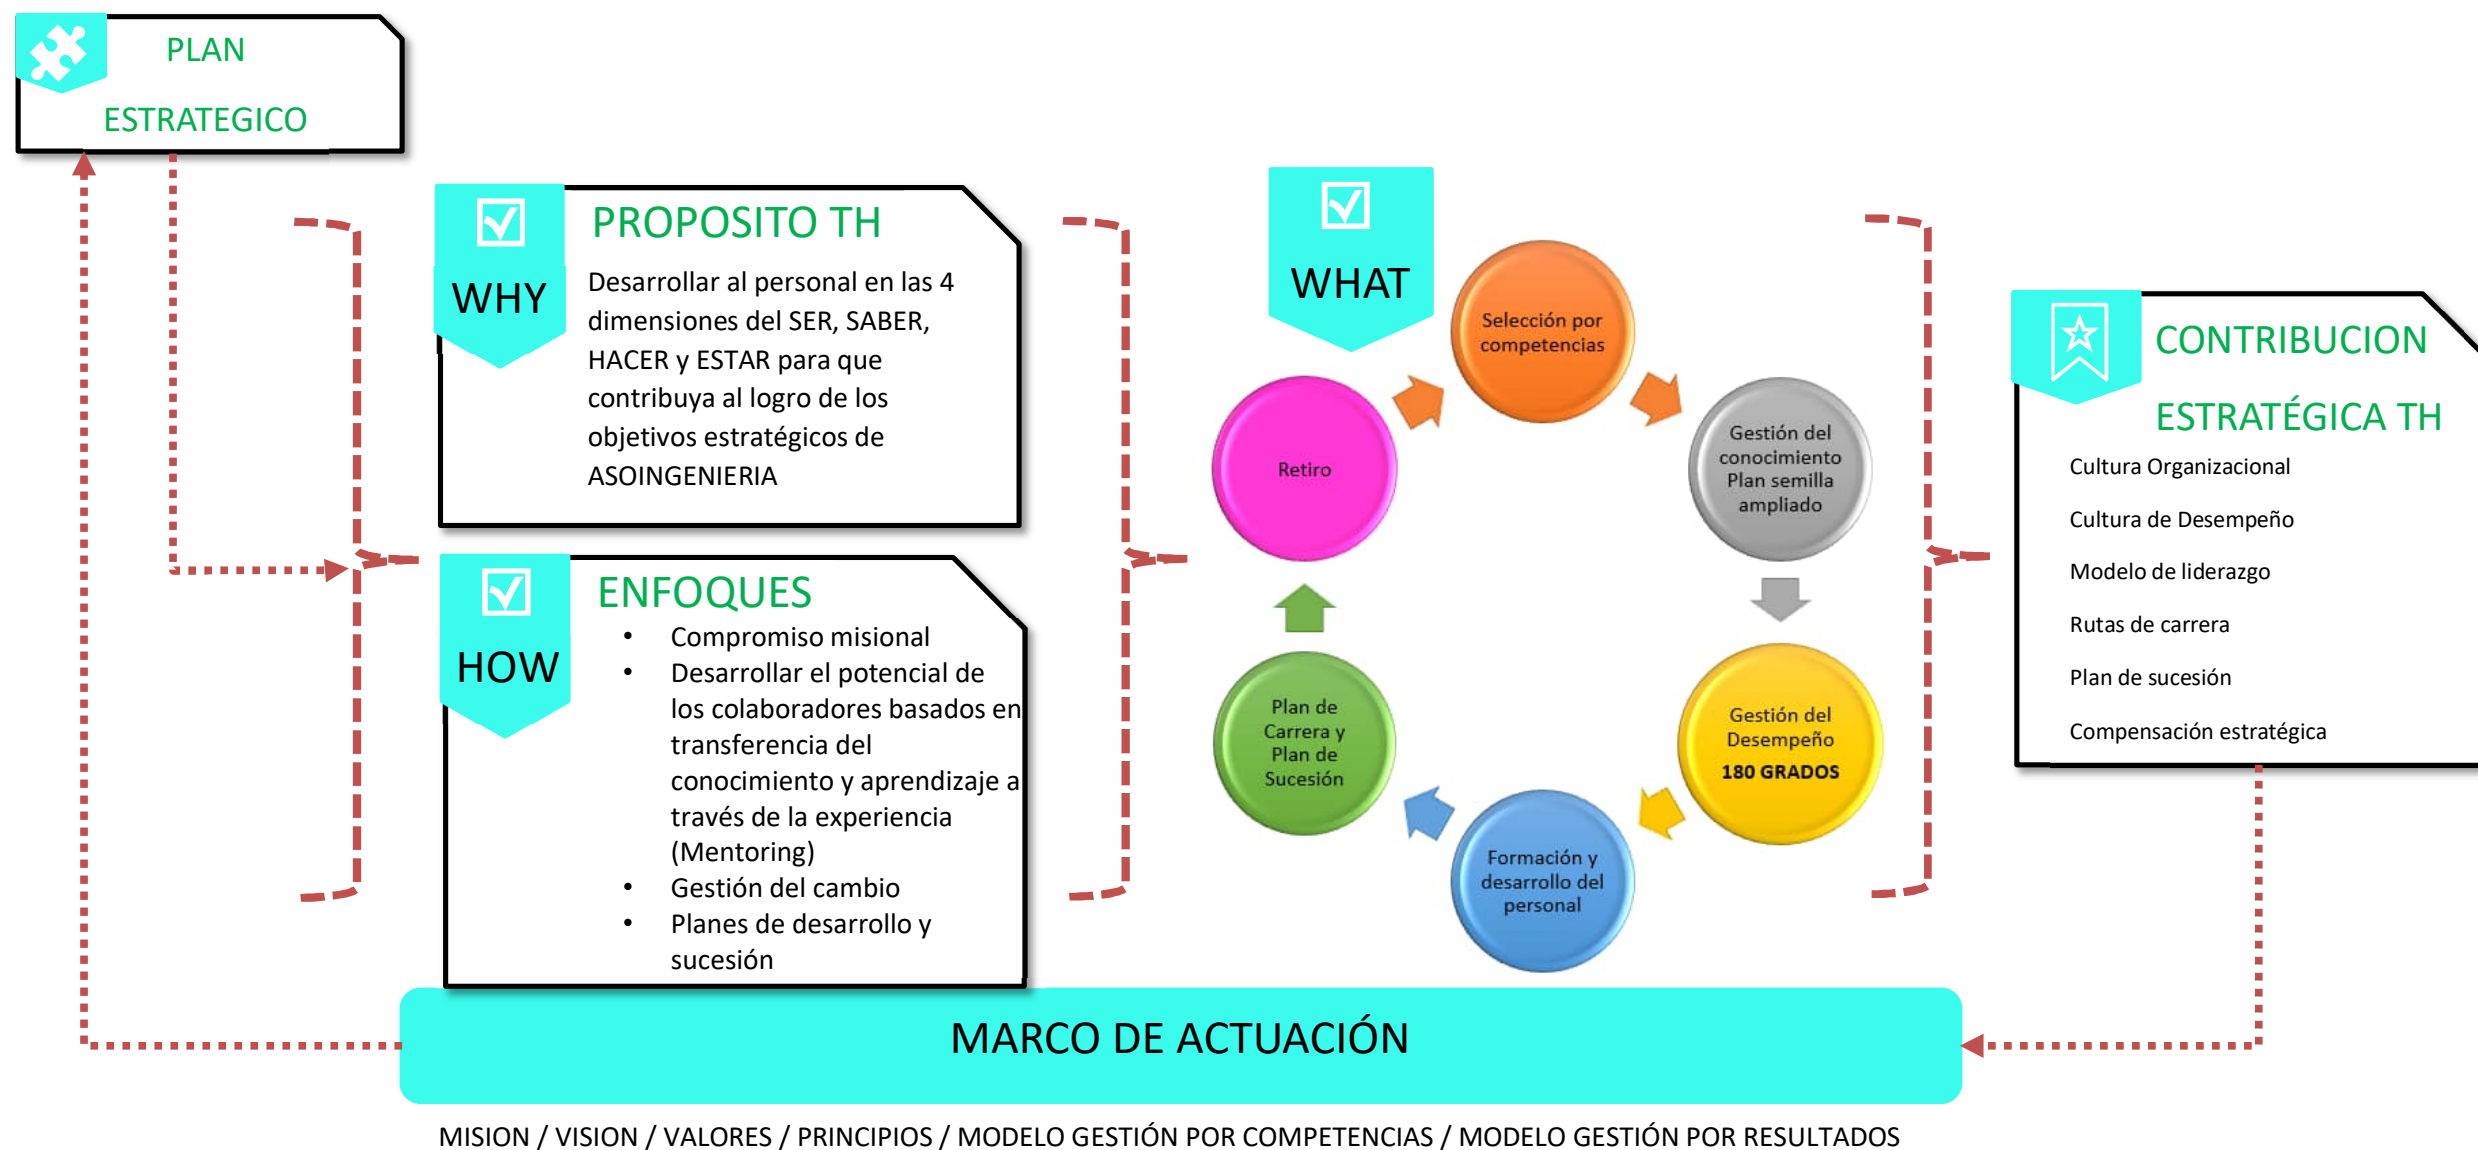 PLAN
ESTRATEGICO
WHY
PROPOSITO TH
Desarrollar al personal en las 4
dimensiones del SER, SABER,
HACER y ESTAR para que
contribuya al logro de los
objetivos estratégicos de
ASOINGENIERIA
HOW
ENFOQUES
• Compromiso misional
• Desarrollar el potencial de
los colaboradores basados en
transferencia del
conocimiento y aprendizaje a
través de la experiencia
(Mentoring)
• Gestión del cambio
• Planes de desarrollo y
sucesión
WHAT
Selección por
competencias
Gestión del
conocimiento
Plan semilla
ampliado
Gestión del
Desempeño
180 GRADOS
Formación y
desarrollo del
personal
Plan de
Carrera y
Plan de
Sucesión
Retiro
CONTRIBUCION
ESTRATÉGICA TH
Cultura Organizacional
Cultura de Desempeño
Modelo de liderazgo
Rutas de carrera
Plan de sucesión
Compensación estratégica
MARCO DE ACTUACIÓN
MISION / VISION / VALORES / PRINCIPIOS / MODELO GESTIÓN POR COMPETENCIAS / MODELO GESTIÓN POR RESULTADOS